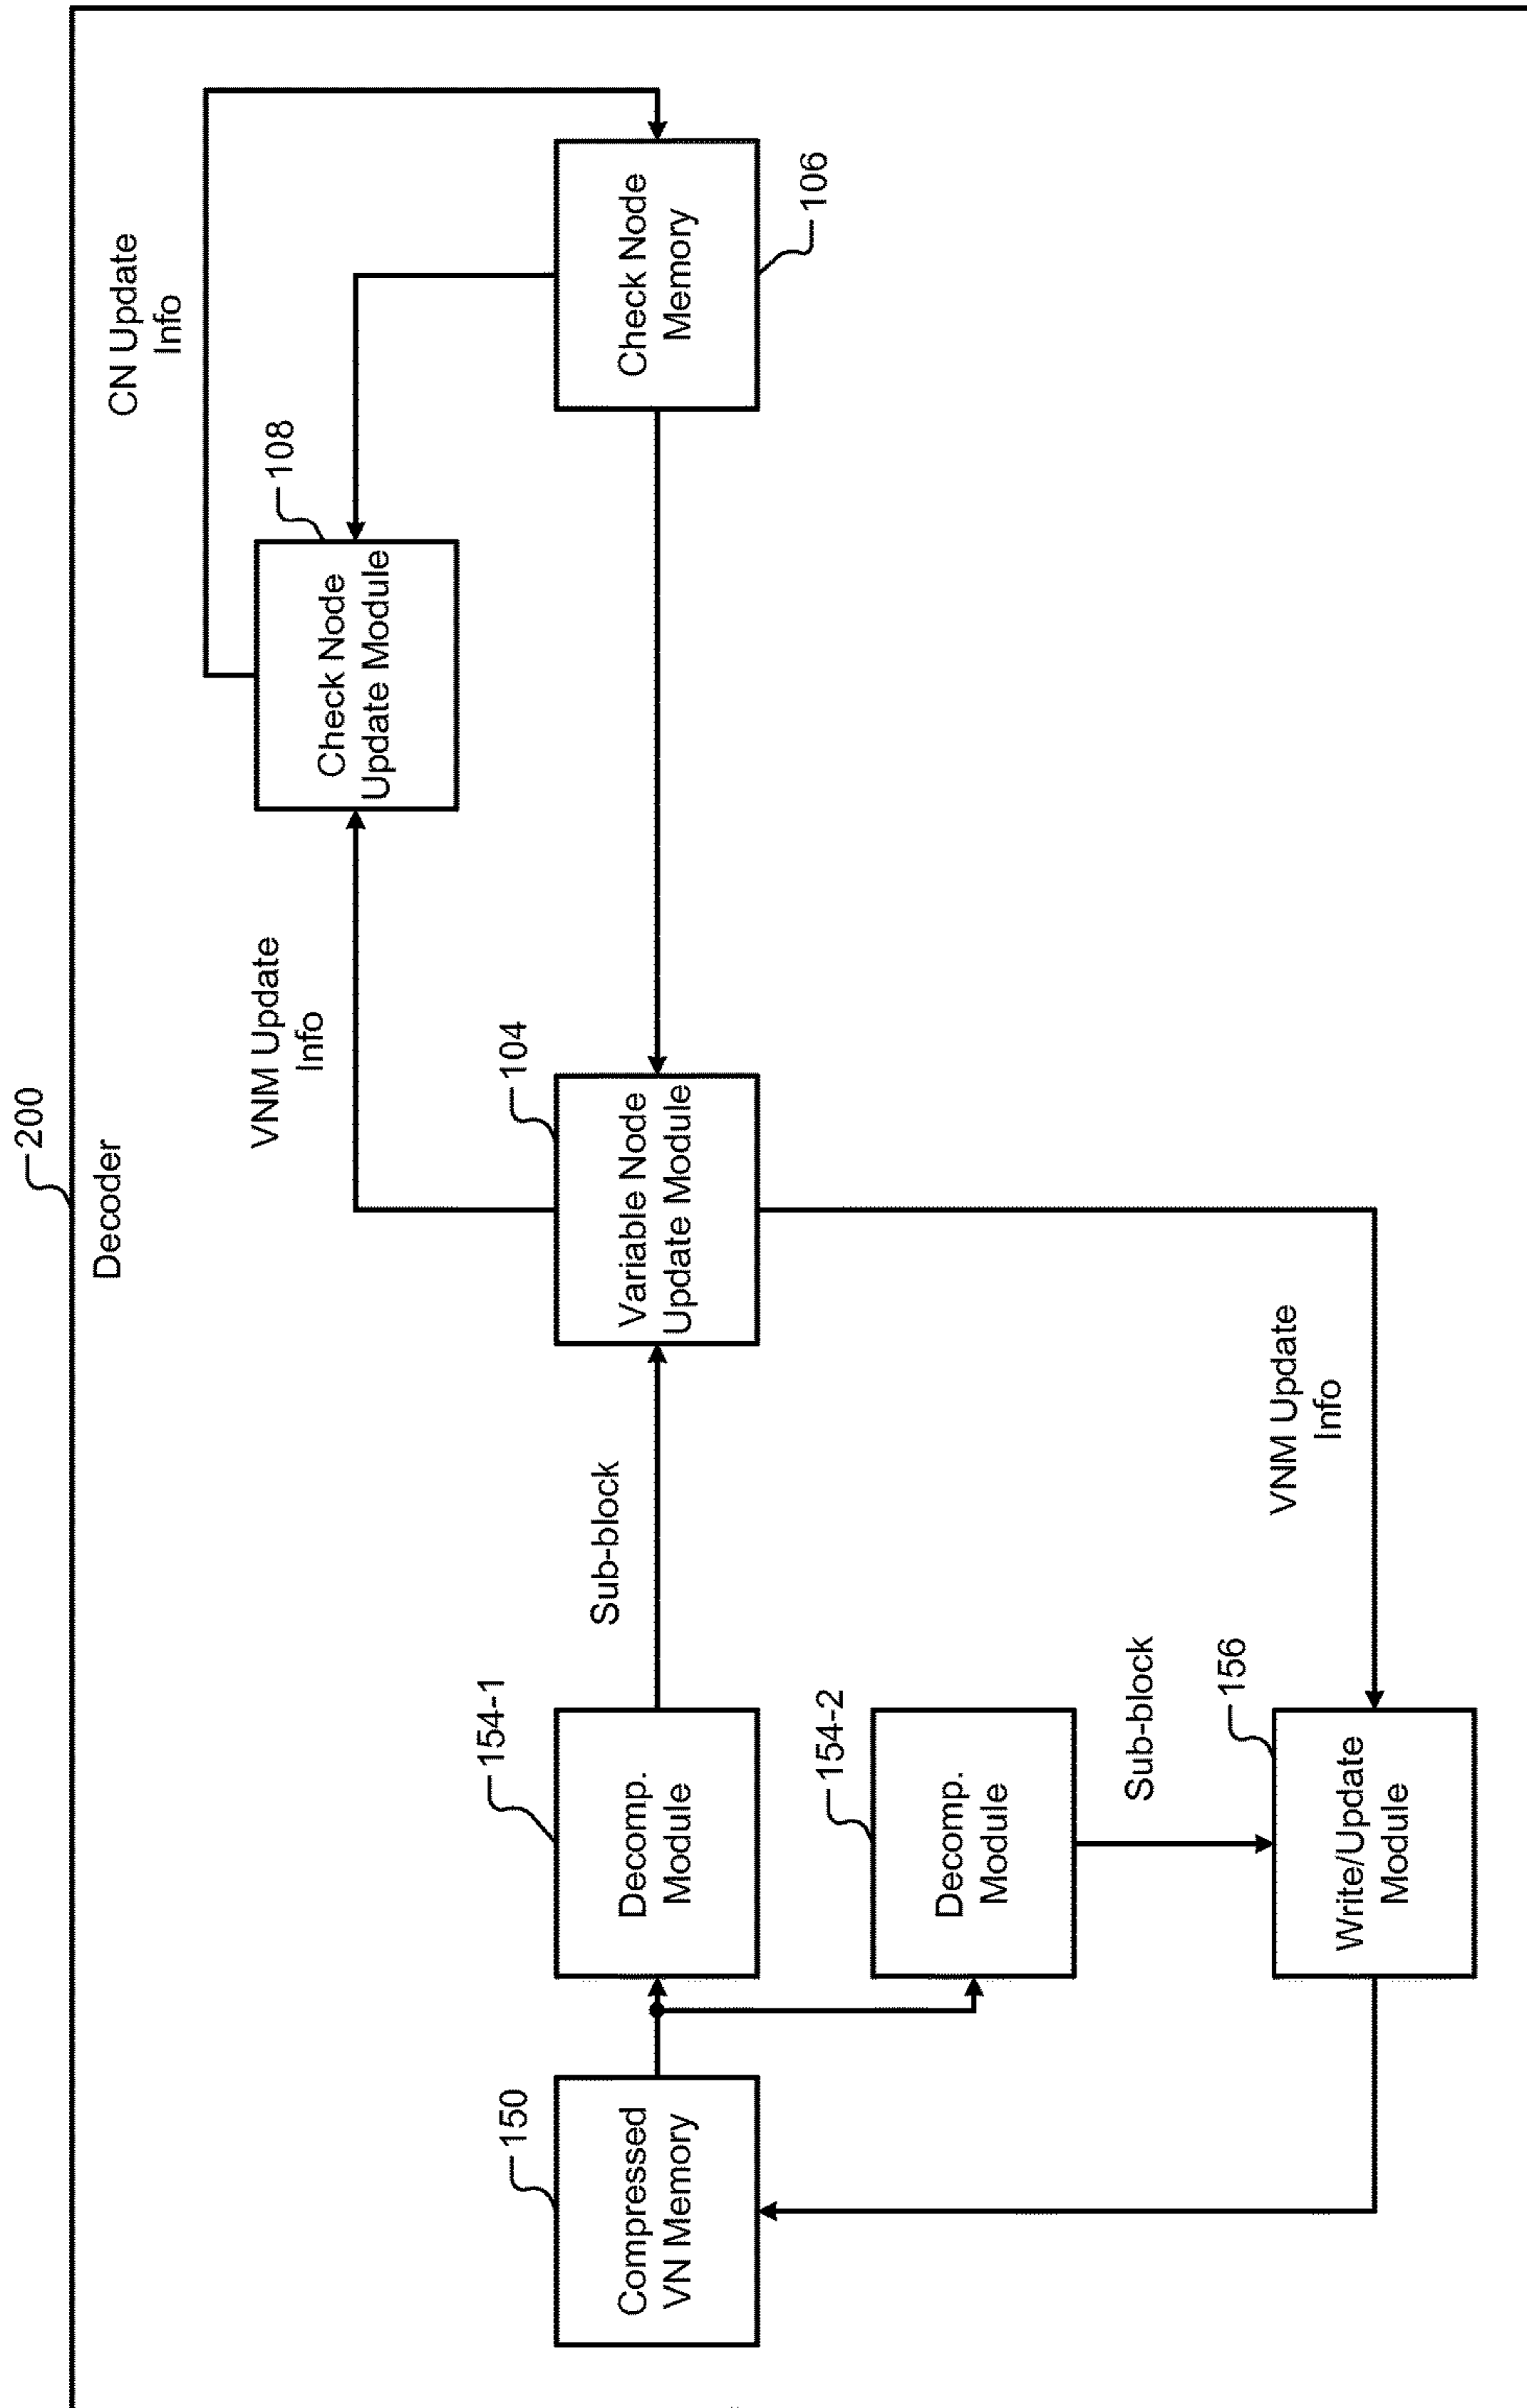 200
Decoder
CN Update
Info
VNM Update
Info
108
Check Node
Update Module
150
Compressed
VN Memory
154-1
Decomp.
Module
Sub-block
104
Variable Node
Update Module
Check Node
Memory
106
154-2
Decomp.
Module
Sub-block
VNM Update
Info
156
Write/Update
Module